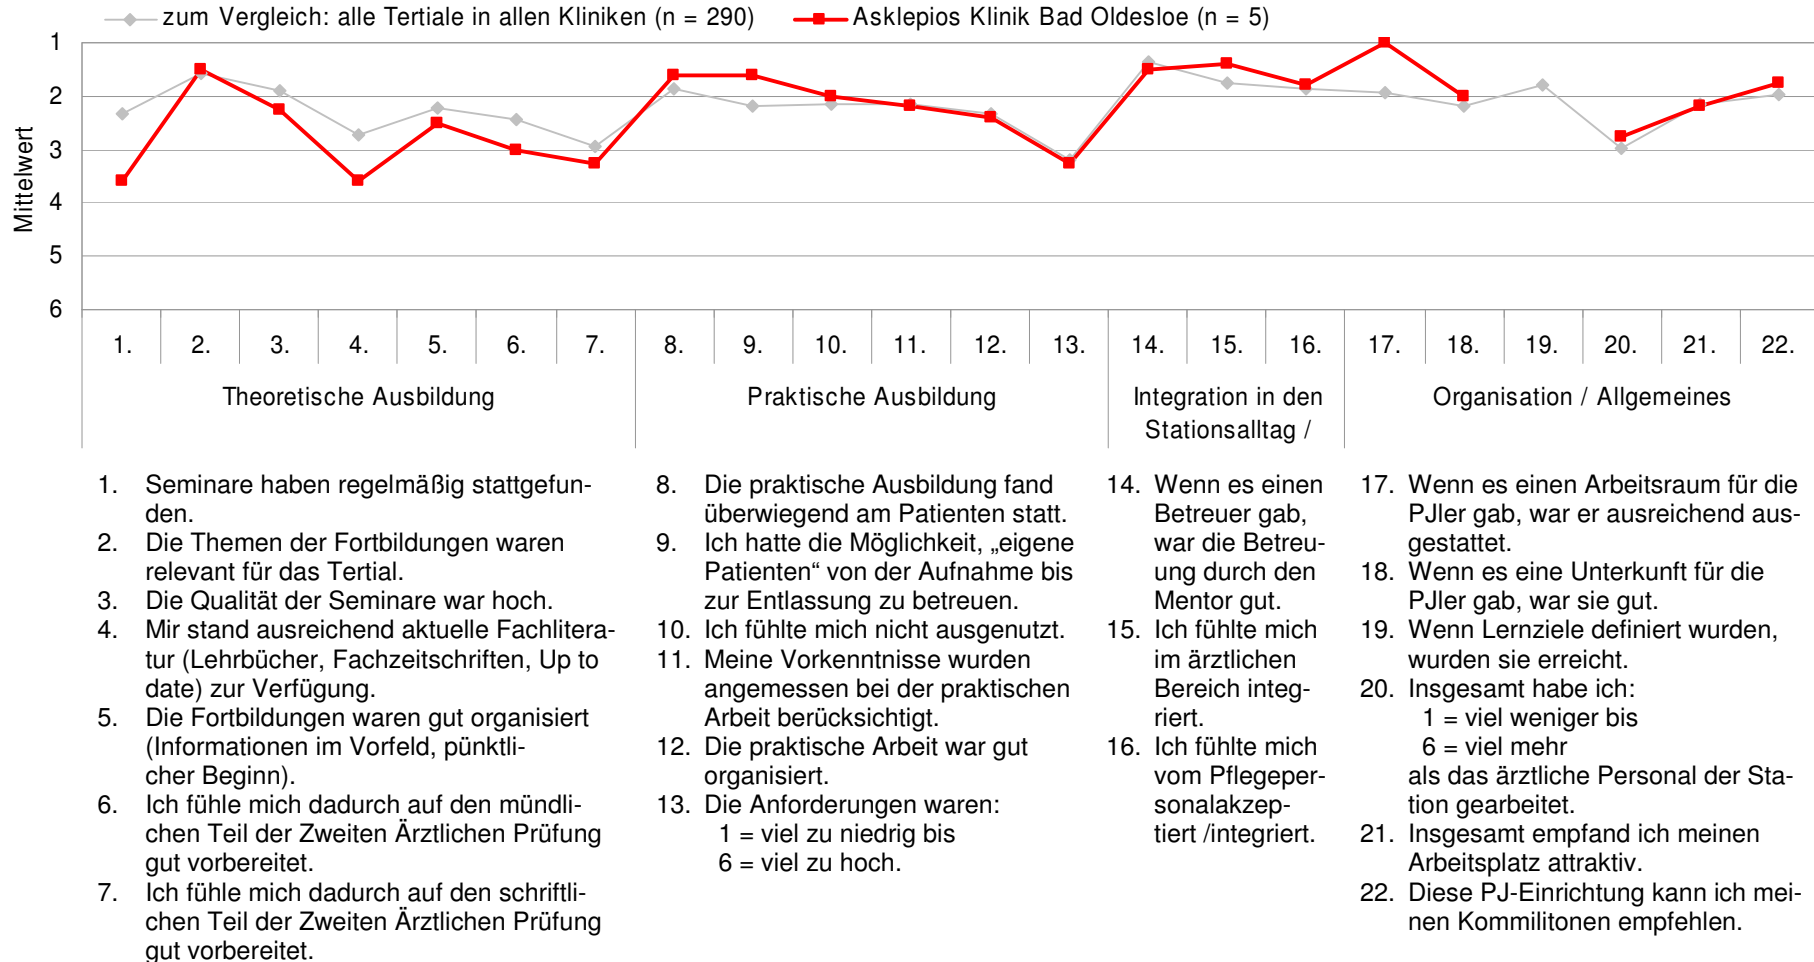 zum Vergleich: alle Tertiale in allen Kliniken (n = 290)
Asklepios Klinik Bad Oldesloe (n = 5)
Mittelwert
1
2
3
4
5
6
1. 2. 3. 4. 5. 6. 7. 8. 9. 10. 11. 12. 13. 14. 15. 16. 17. 18. 19. 20. 21. 22.
Theoretische Ausbildung
Praktische Ausbildung
Integration in den
Stationsalltag /
Organisation / Allgemeines
1. Seminare haben regelmäßig stattgefun-
den.
2. Die Themen der Fortbildungen waren
relevant für das Tertial.
3. Die Qualität der Seminare war hoch.
4. Mir stand ausreichend aktuelle Fachlitera-
tur (Lehrbücher, Fachzeitschriften, Up to
date) zur Verfügung.
5. Die Fortbildungen waren gut organisiert
(Informationen im Vorfeld, pünktli-
cher Beginn).
6. Ich fühle mich dadurch auf den mündli-
chen Teil der Zweiten Ärztlichen Prüfung
gut vorbereitet.
7. Ich fühle mich dadurch auf den schriftli-
chen Teil der Zweiten Ärztlichen Prüfung
gut vorbereitet.
8. Die praktische Ausbildung fand
überwiegend am Patienten statt.
9. Ich hatte die Möglichkeit, „eigene
Patienten“ von der Aufnahme bis
zur Entlassung zu betreuen.
10. Ich fühlte mich nicht ausgenutzt.
11. Meine Vorkenntnisse wurden
angemessen bei der praktischen
Arbeit berücksichtigt.
12. Die praktische Arbeit war gut
organisiert.
13. Die Anforderungen waren:
1 = viel zu niedrig bis
6 = viel zu hoch.
14. Wenn es einen
Betreuer gab,
war die Betreu-
ung durch den
Mentor gut.
15. Ich fühlte mich
im ärztlichen
Bereich integ-
riert.
16. Ich fühlte mich
vom Pflegeper-
sonalakzep-
tiert /integriert.
17. Wenn es einen Arbeitsraum für die
PJler gab, war er ausreichend aus-
gestattet.
18. Wenn es eine Unterkunft für die
PJler gab, war sie gut.
19. Wenn Lernziele definiert wurden,
wurden sie erreicht.
20. Insgesamt habe ich:
1 = viel weniger bis
6 = viel mehr
als das ärztliche Personal der Sta-
tion gearbeitet.
21. Insgesamt empfand ich meinen
Arbeitsplatz attraktiv.
22. Diese PJ-Einrichtung kann ich mei-
nen Kommilitonen empfehlen.